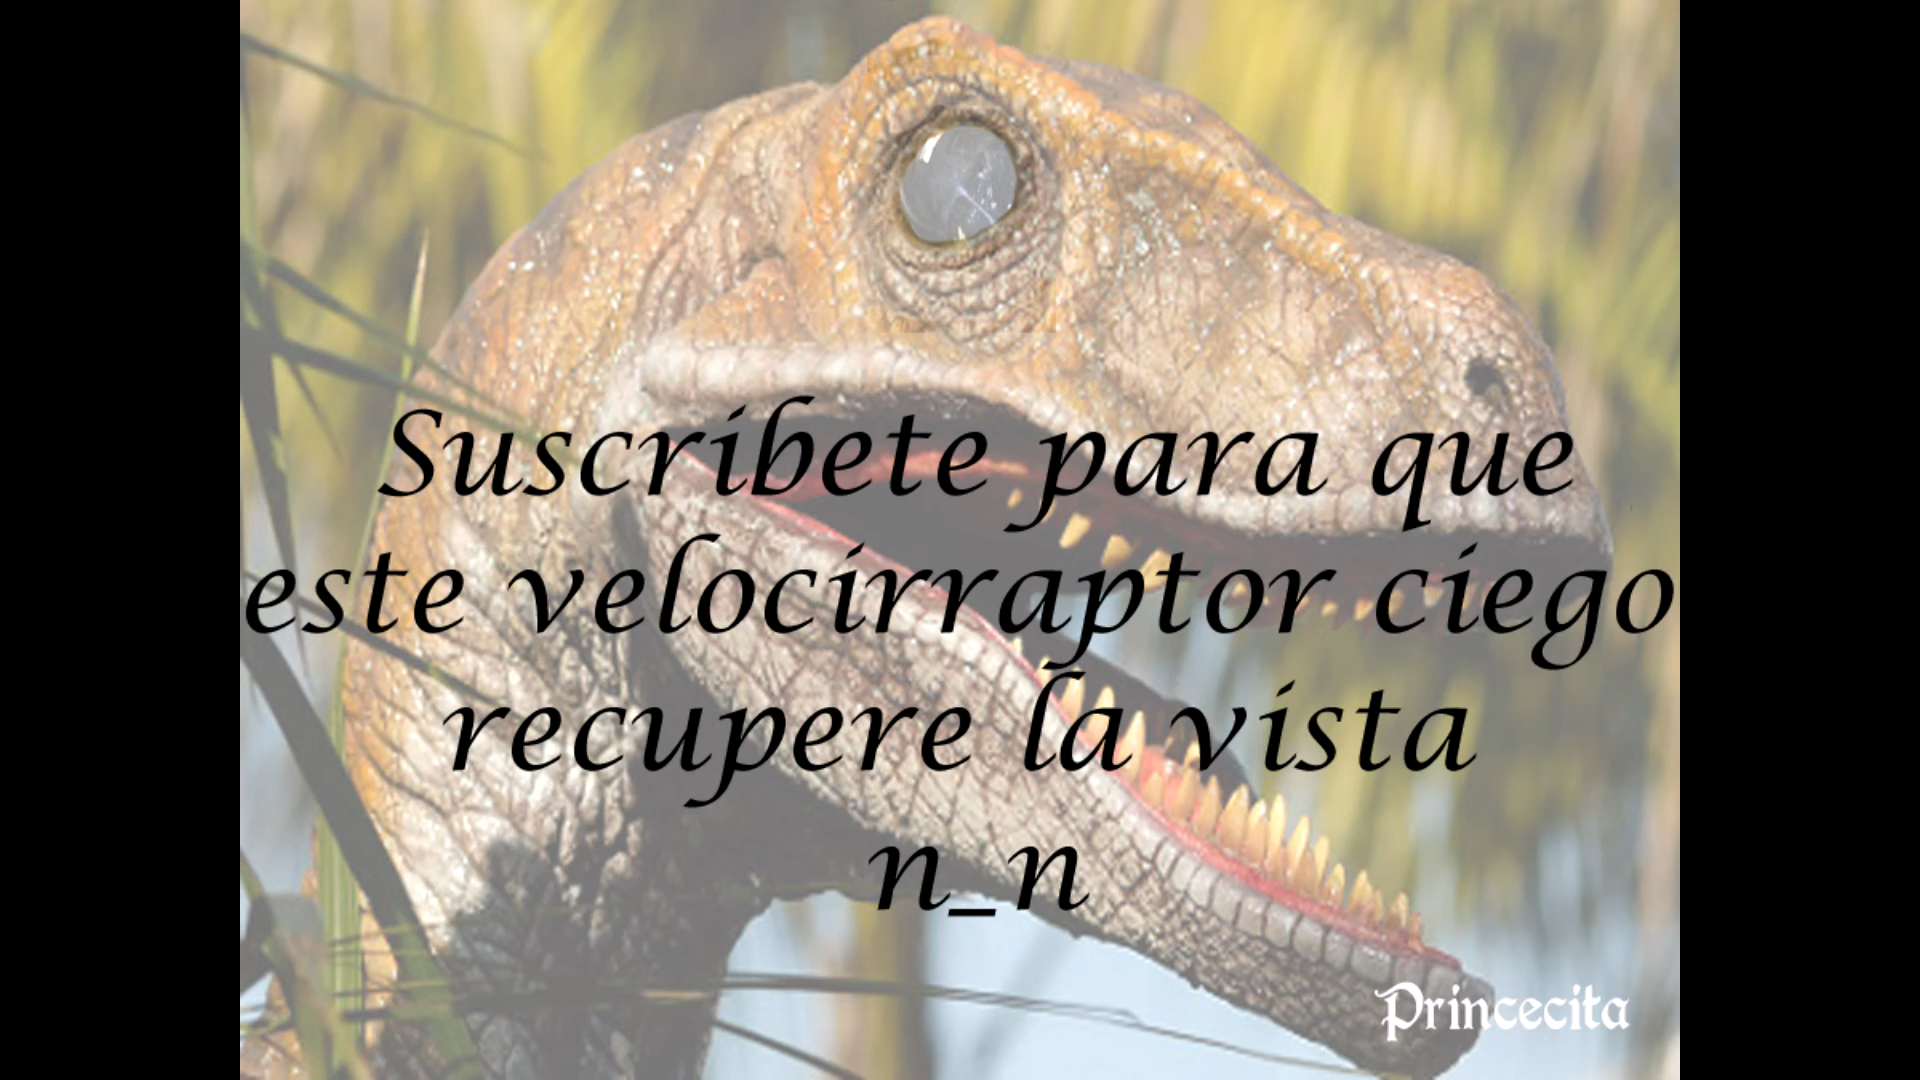 Suscribete para que
este velocirraptor ciego
recupere la vista
n_n
Princecita